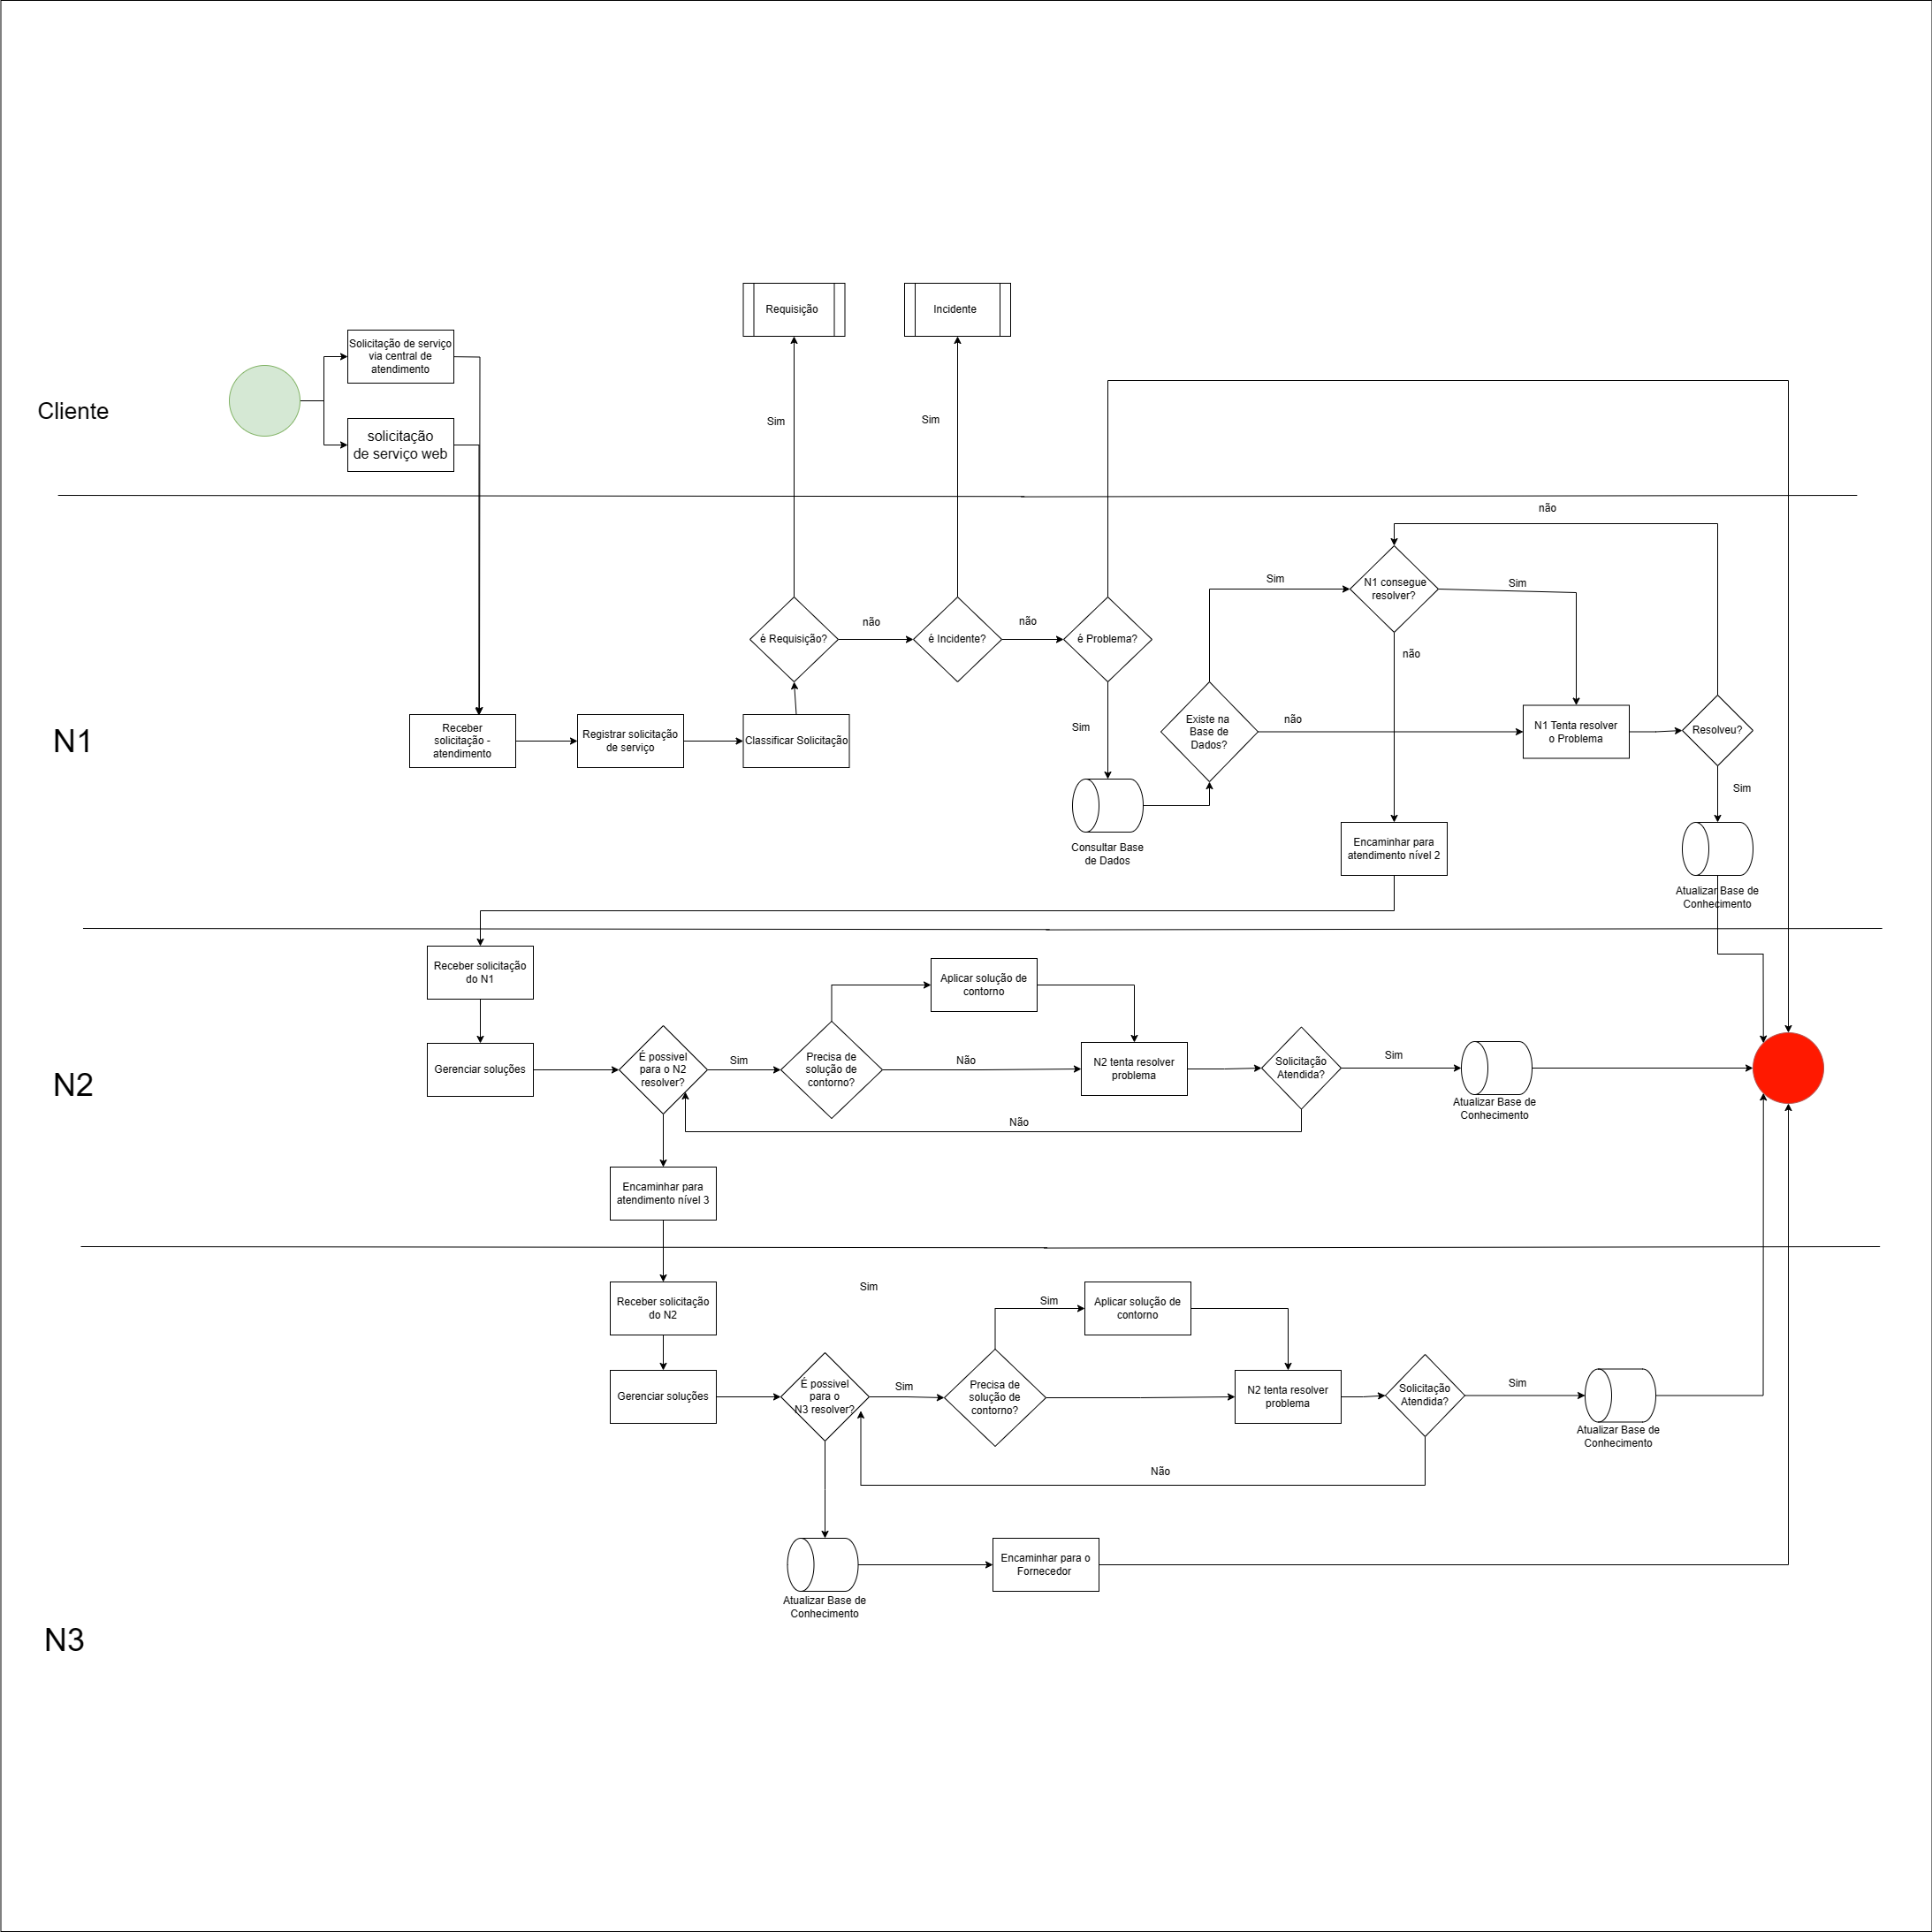 Requisição
Incidente
Solicitação de serviço
via central de
atendimento
Cliente
solicitação
de serviço web
Sim
Sim
não
N1 consegue
resolver?
Sim
Sim
é Requisição?
não
é Incidente?
não
é Problema?
não
N1
Receber
solicitação -
atendimento
Registrar solicitação
de serviço
Classificar Solicitação
Sim
Existe na
Base de
Dados?
não
N1 Tenta resolver
o Problema
Resolveu?
Sim
Consultar Base
de Dados
Encaminhar para
atendimento nível 2
Atualizar Base de
Conhecimento
Receber solicitação
do N1
Aplicar solução de
contorno
N2
Gerenciar soluções
É possivel
para o N2
resolver?
Sim
Precisa de
solução de
contorno?
Não
N2 tenta resolver
problema
Solicitação
Atendida?
Sim
Atualizar Base de
Conhecimento
Não
Encaminhar para
atendimento nível 3
Receber solicitação
do N2
Sim
Sim
Aplicar solução de
contorno
Gerenciar soluções
É possivel
para o
N3 resolver?
Sim
Precisa de
solução de
contorno?
N2 tenta resolver
problema
Solicitação
Atendida?
Sim
Atualizar Base de
Conhecimento
Não
Encaminhar para o
Fornecedor
Atualizar Base de
Conhecimento
N3